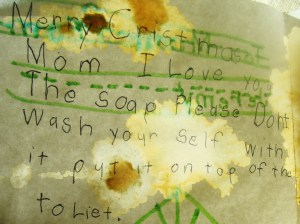 Merry Cristmast
Mom I Love you
The soap Please Dont
Wash your self with
it put it on top of the
toLiet.